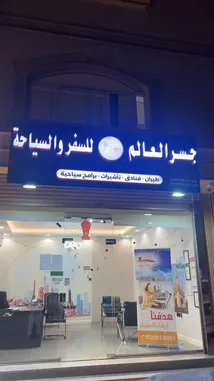 جسر العالم للسفر والسياحة
طيران - فنادق - تأشيرات - برامج سياحية
هدفنا